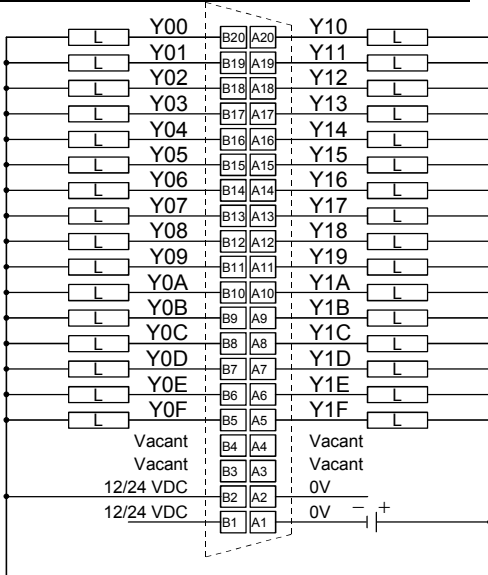 L Y00 B20 A20 Y10 L
L Y01 B19 A19 Y11 L
L Y02 B18 A18 Y12 L
L Y03 B17 A17 Y13 L
L Y04 B16 A16 Y14 L
L Y05 B15 A15 Y15 L
L Y06 B14 A14 Y16 L
L Y07 B13 A13 Y17 L
L Y08 B12 A12 Y18 L
L Y09 B11 A11 Y19 L
L Y0A B10 A10 Y1A L
L Y0B B9 A9 Y1B L
L Y0C B8 A8 Y1C L
L Y0D B7 A7 Y1D L
L Y0E B6 A6 Y1E L
L Y0F B5 A5 Y1F L
Vacant B4 A4 Vacant
Vacant B3 A3 Vacant
12/24 VDC B2 A2 0V
12/24 VDC B1 A1 0V − +